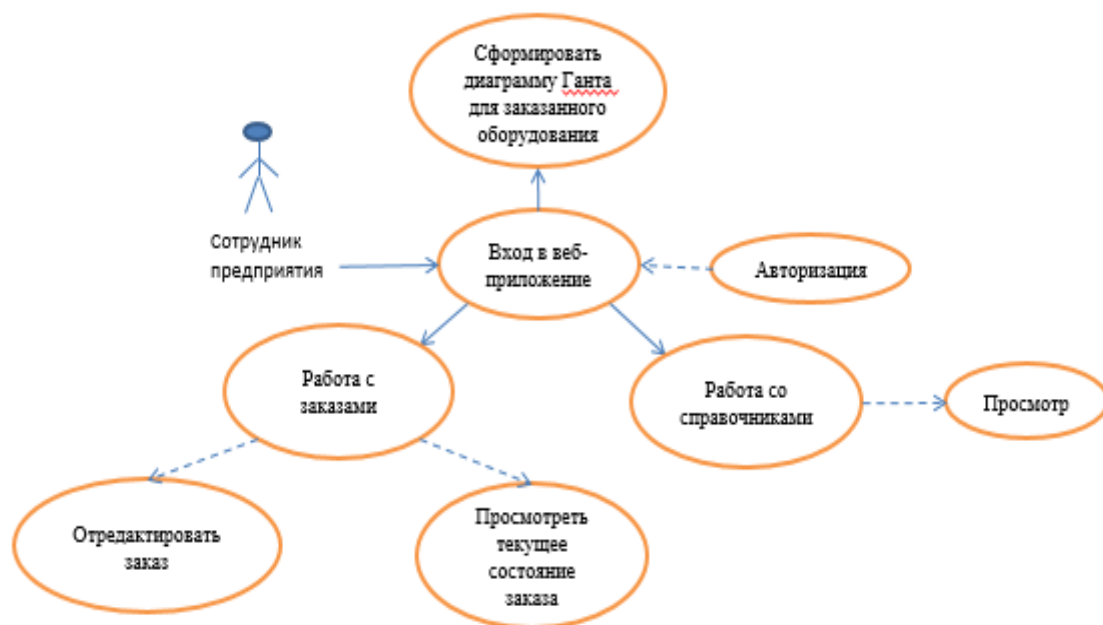 Сформировать
диаграмму Ганта
для заказанного
оборудования
Сотрудник
предприятия
Вход в веб-
приложение
Авторизация
Работа с
заказами
Работа со
справочниками
Просмотр
Отредактировать
заказ
Просмотреть
текущее
состояние
заказа